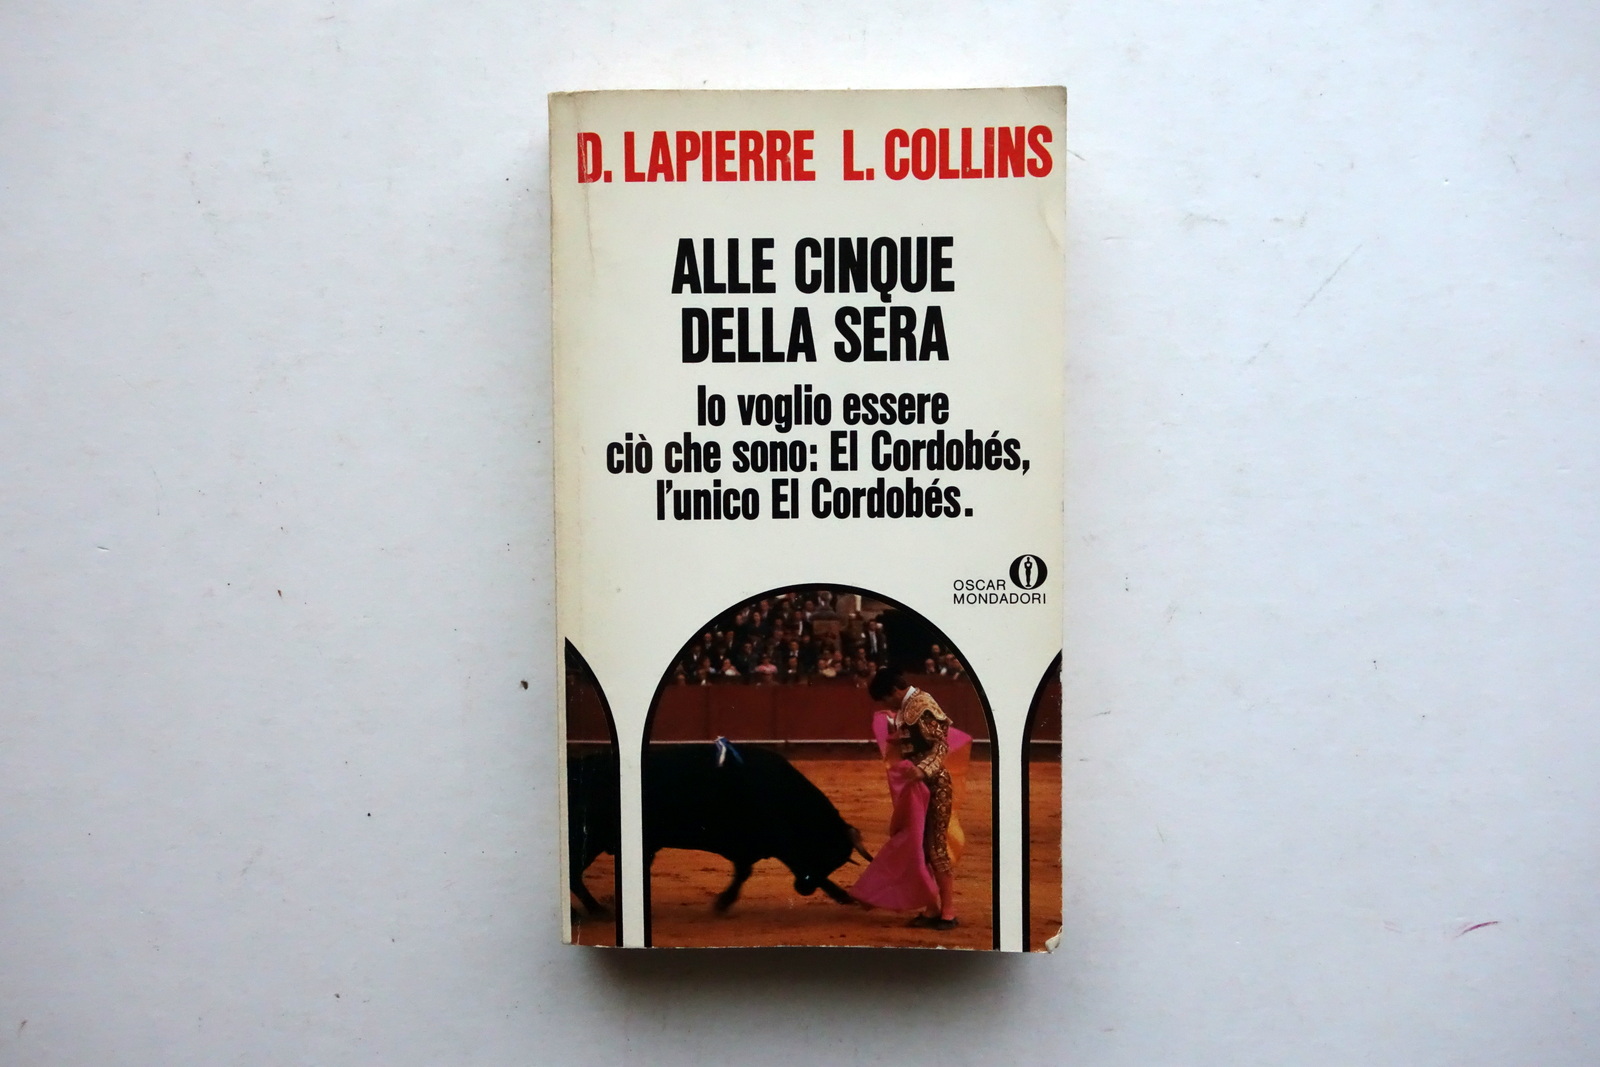 D. LAPIERRE L. COLLINS
ALLE CINQUE
DELLA SERA
Io voglio essere
ciò che sono: El Cordobés,
l'unico El Cordobés.
OSCAR
MONDADORI